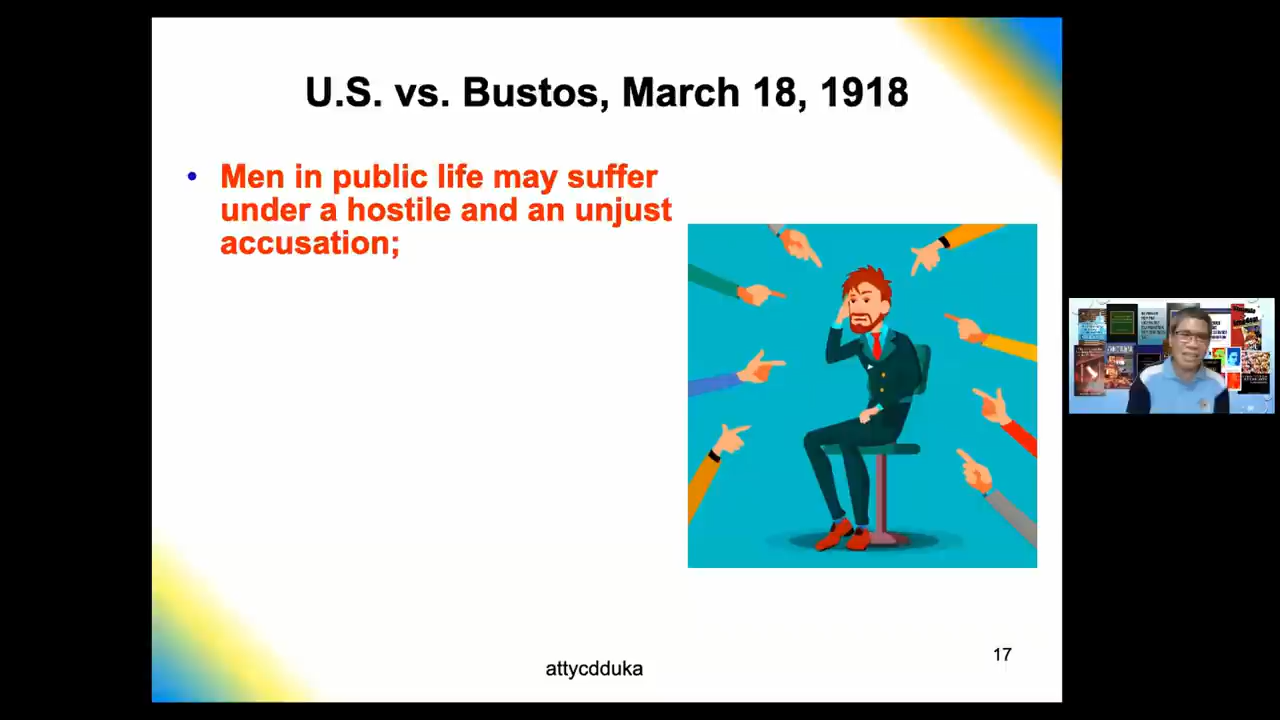 U.S. vs. Bustos, March 18, 1918
• Men in public life may suffer
under a hostile and an unjust
accusation;
attycdduka
17